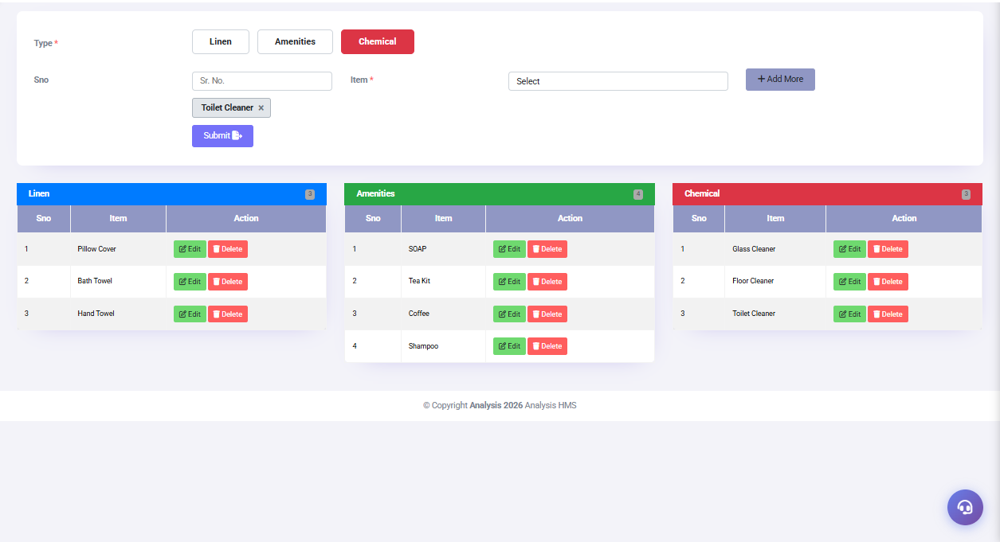 Type *
Linen
Amenities
Chemical
Sno
Sr. No.
Item *
Select
+ Add More
Toilet Cleaner ×
Submit
Linen 3
Sno Item Action
1 Pillow Cover Edit Delete
2 Bath Towel Edit Delete
3 Hand Towel Edit Delete
Amenities 4
Sno Item Action
1 SOAP Edit Delete
2 Tea Kit Edit Delete
3 Coffee Edit Delete
4 Shampoo Edit Delete
Chemical 3
Sno Item Action
1 Glass Cleaner Edit Delete
2 Floor Cleaner Edit Delete
3 Toilet Cleaner Edit Delete
© Copyright Analysis 2026 Analysis HMS